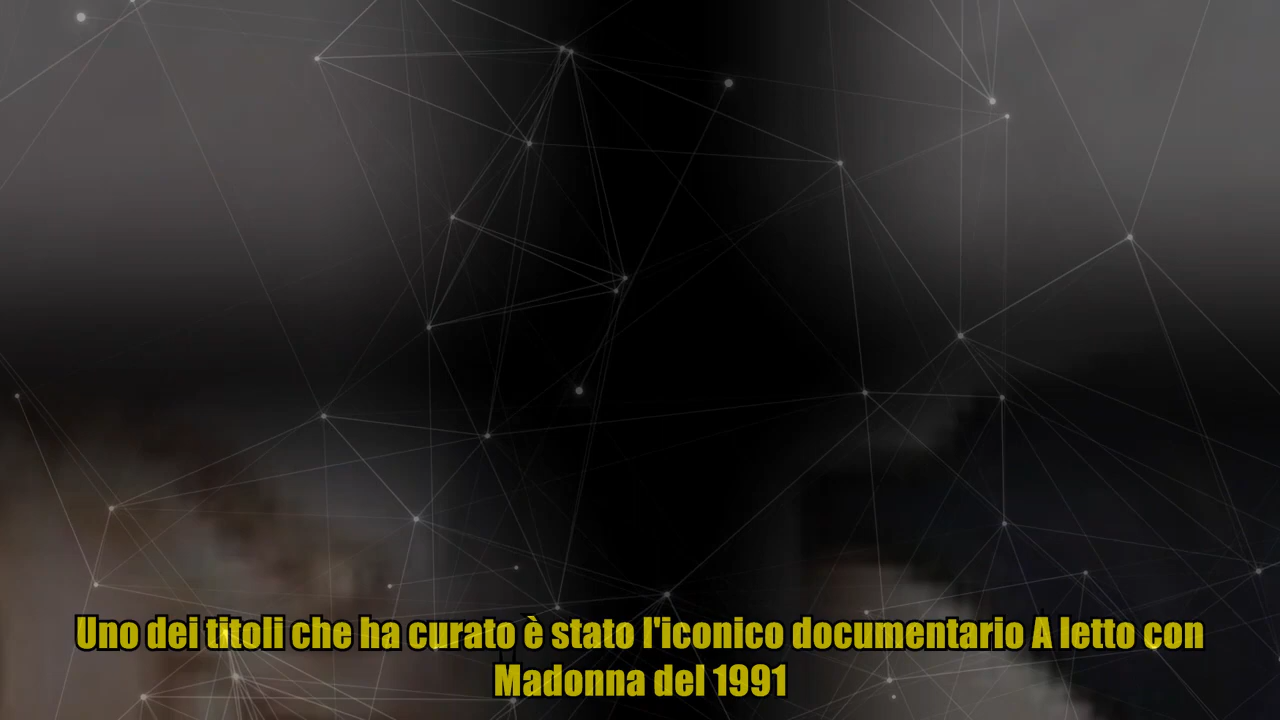 Uno dei titoli che ha curato è stato l'iconico documentario A letto con
Madonna del 1991